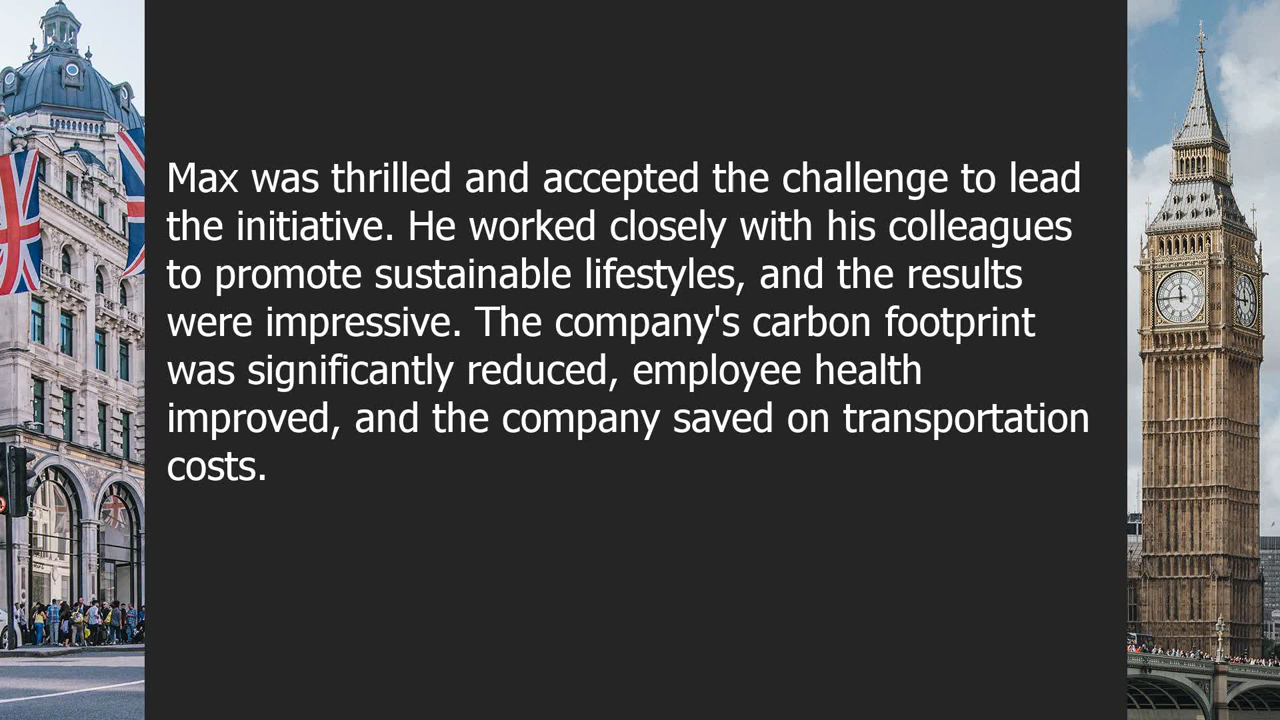 Max was thrilled and accepted the challenge to lead
the initiative. He worked closely with his colleagues
to promote sustainable lifestyles, and the results
were impressive. The company's carbon footprint
was significantly reduced, employee health
improved, and the company saved on transportation
costs.